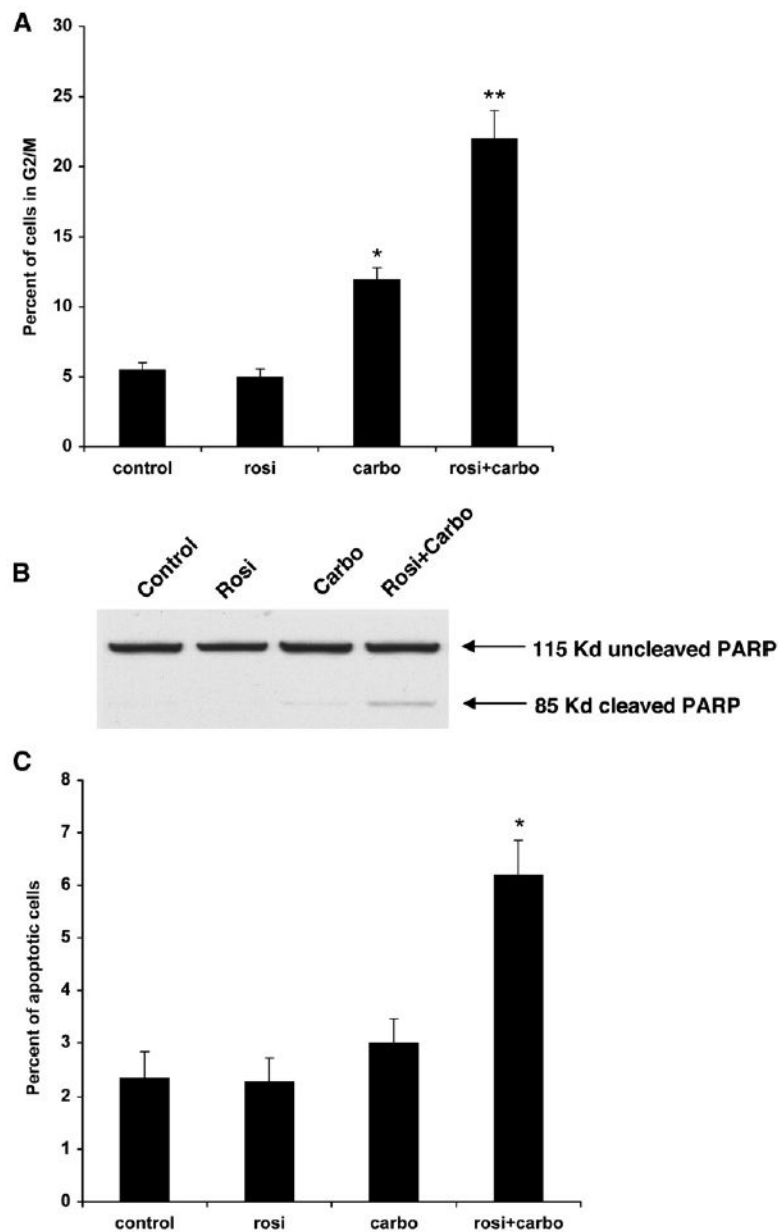 A
30
25
20
15
10
5
0
Percent of cells in G2/M
*
**
control rosi carbo rosi+carbo
B
Control Rosi Carbo Rosi+Carbo
115 Kd uncleaved PARP
85 Kd cleaved PARP
C
8
7
6
5
4
3
2
1
0
Percent of apoptotic cells
*
control rosi carbo rosi+carbo